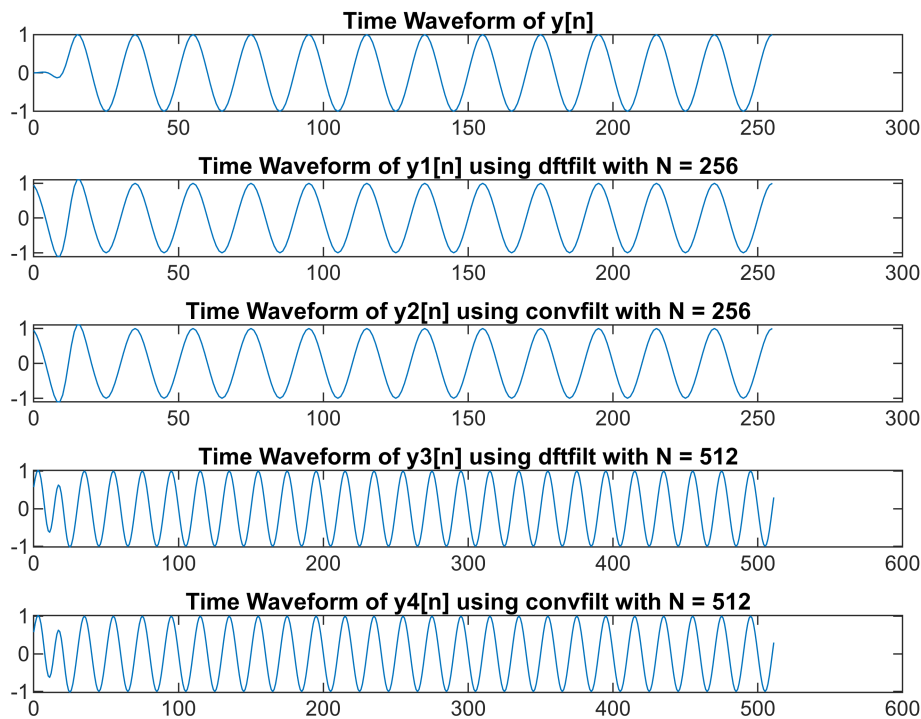 Time Waveform of y[n]
1
0
-1
0 50 100 150 200 250 300
Time Waveform of y1[n] using dftfilt with N = 256
1
0
-1
0 50 100 150 200 250 300
Time Waveform of y2[n] using convfilt with N = 256
1
0
-1
0 50 100 150 200 250 300
Time Waveform of y3[n] using dftfilt with N = 512
1
0
-1
0 100 200 300 400 500 600
Time Waveform of y4[n] using convfilt with N = 512
1
0
-1
0 100 200 300 400 500 600